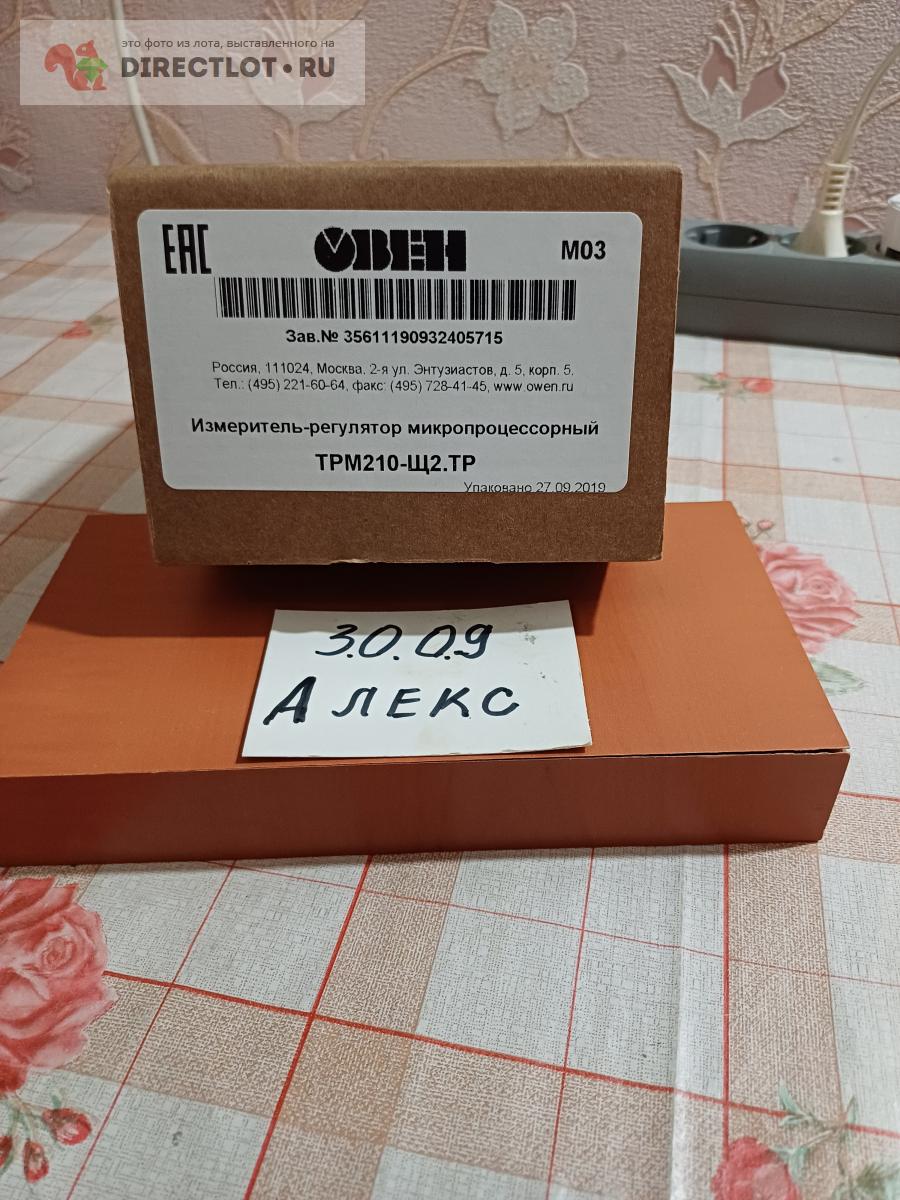 это фото из лота, выставленного на
DIRECTLOT•RU
EAC ОВЕН М03
Зав.№ 35611190932405715
Россия, 111024, Москва, 2-я ул. Энтузиастов, д. 5, корп. 5,
Тел.: (495) 221-60-64, факс: (495) 728-41-45, www.owen.ru
Измеритель-регулятор микропроцессорный
ТРМ210-Щ2.ТР
Упаковано 27.09.2019
30.09
АЛЕКС